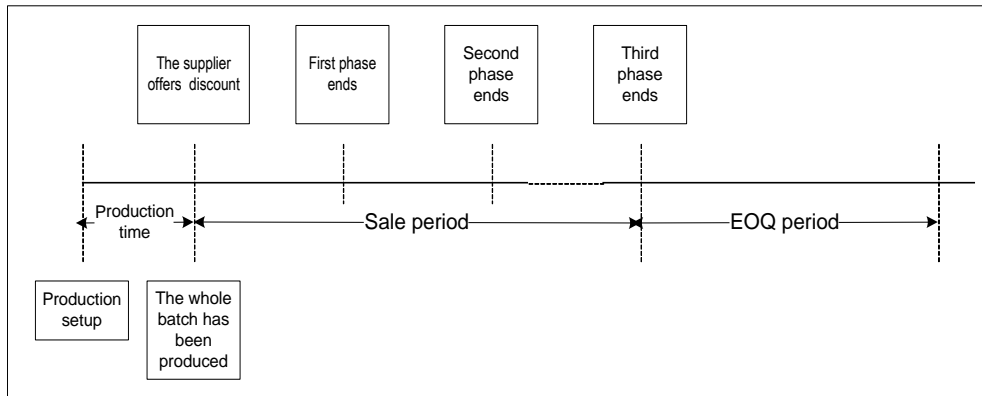 The supplier
offers discount
First phase
ends
Second
phase
ends
Third
phase
ends
Production
time
Sale period
EOQ period
Production
setup
The whole
batch has
been
produced